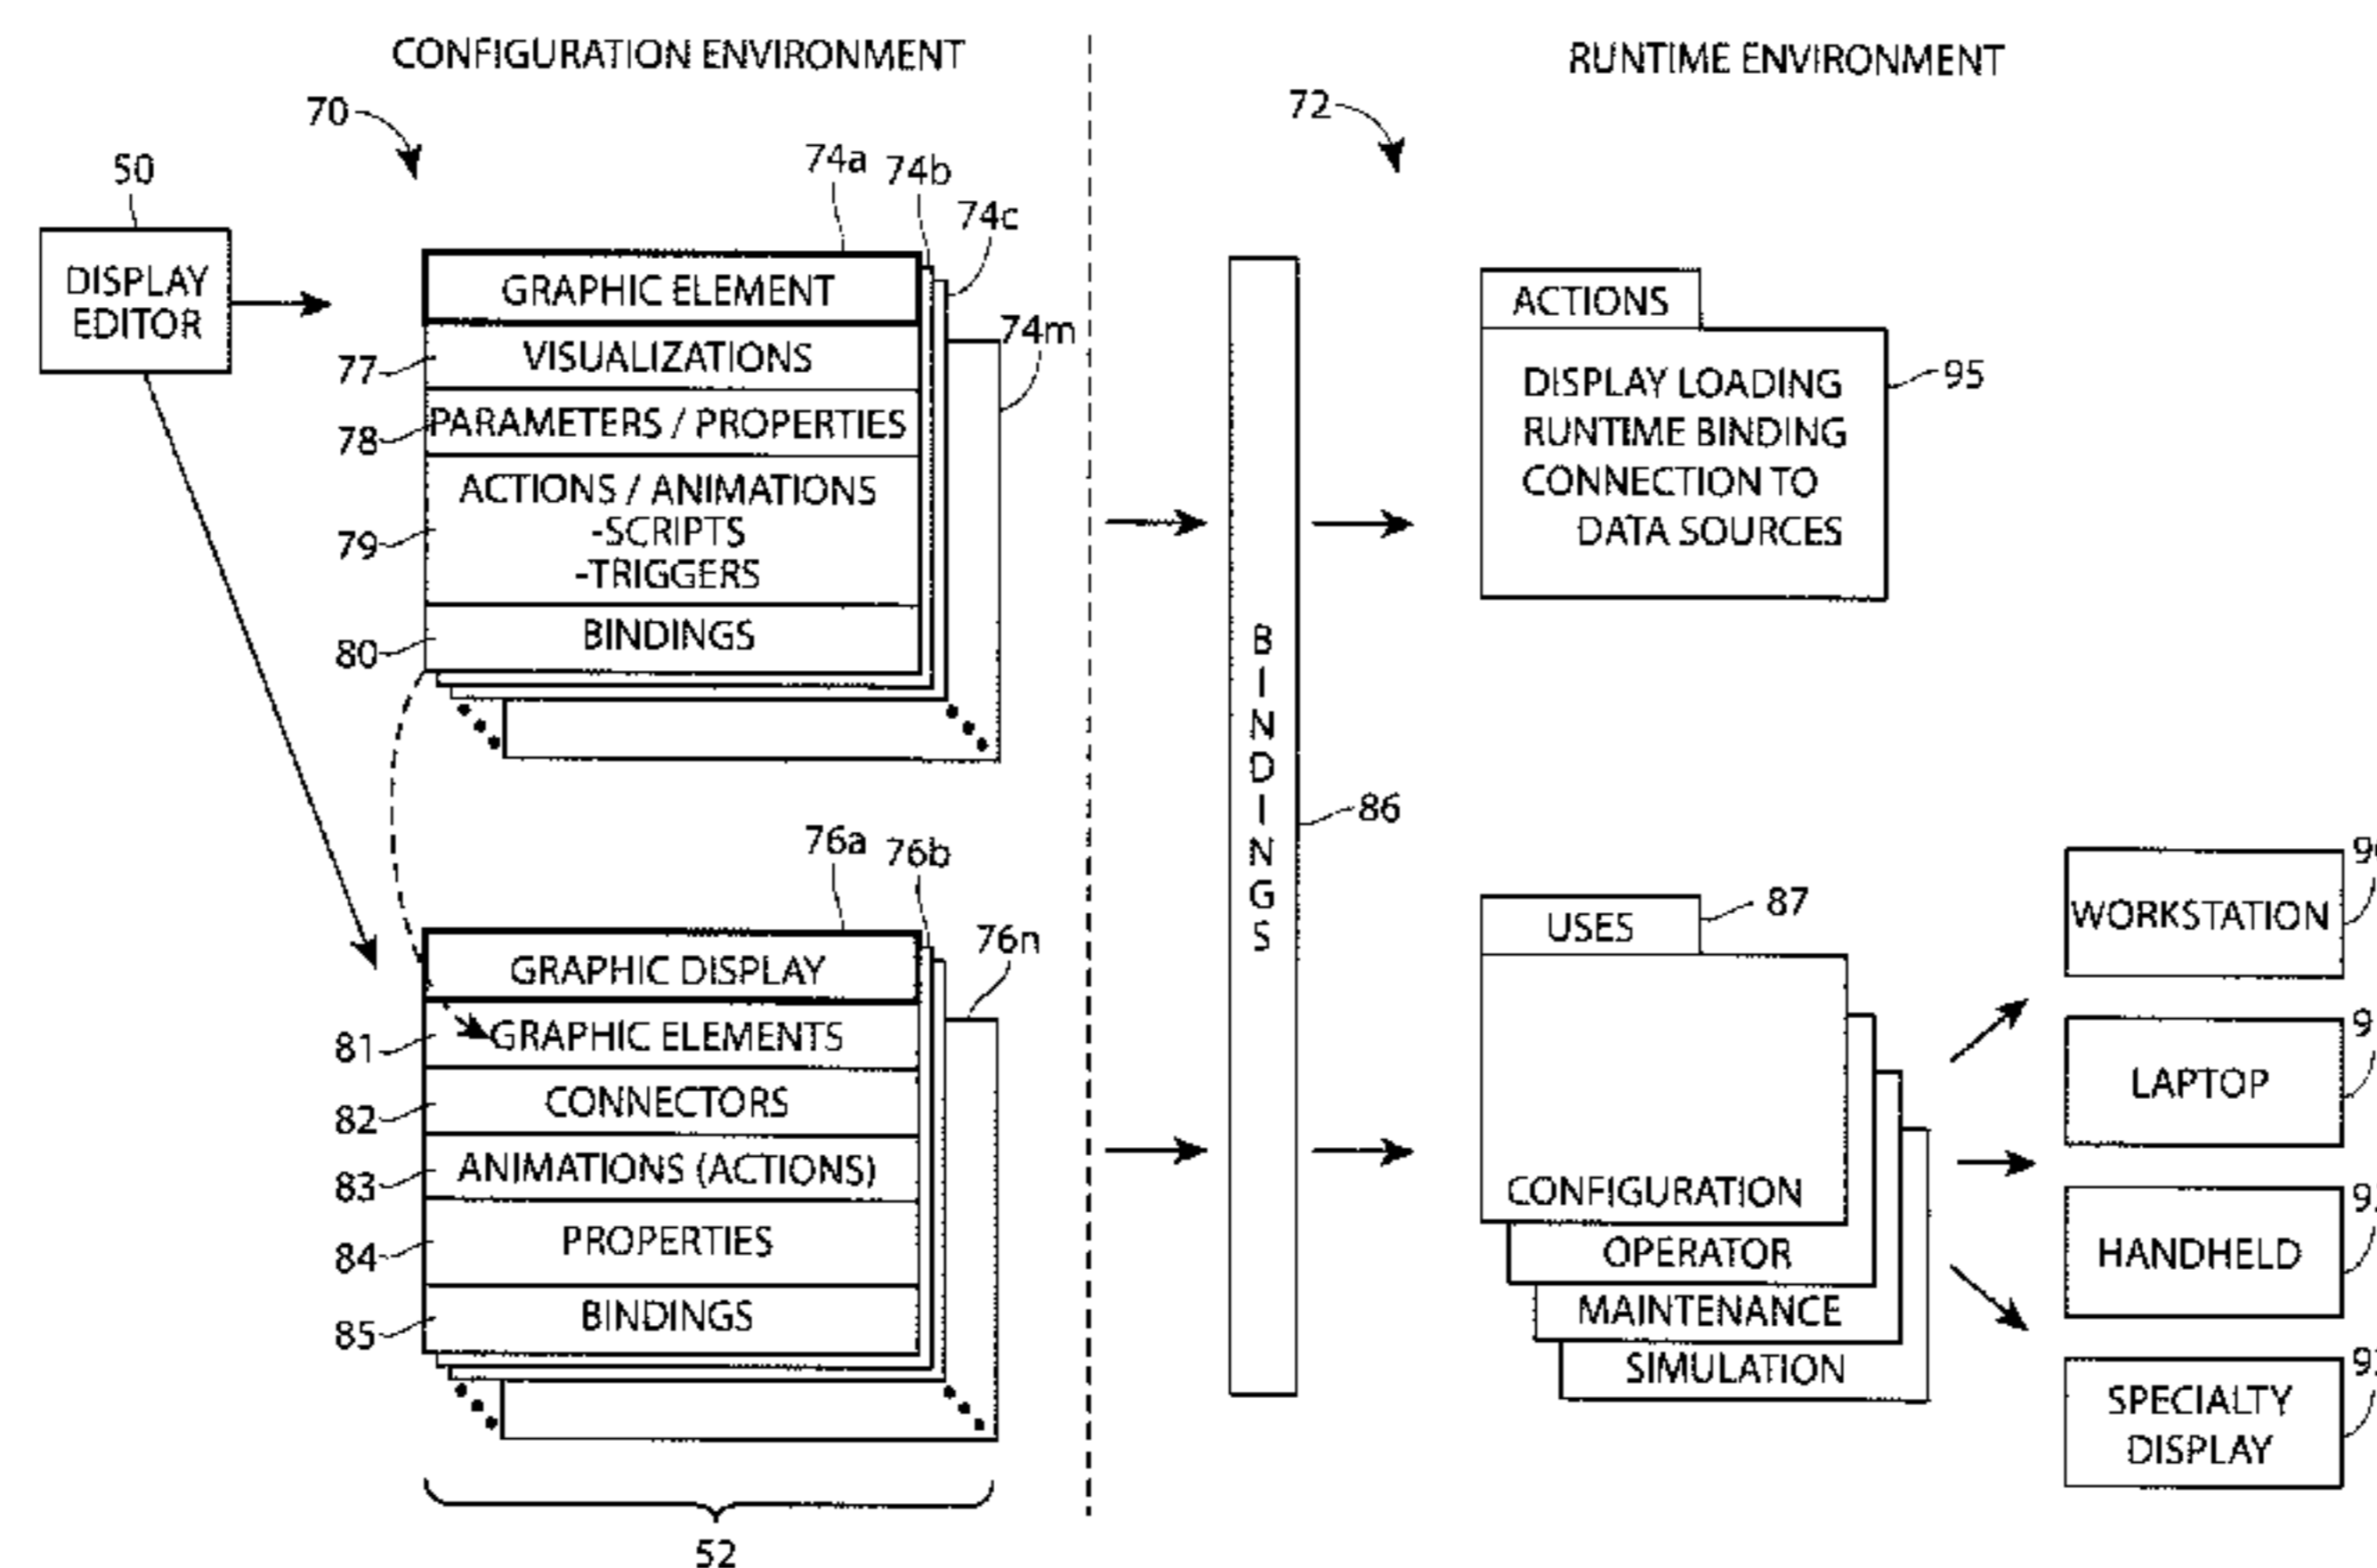 CONFIGURATION ENVIRONMENT
70
50
DISPLAY
EDITOR
74a
74b
74c
74m
GRAPHIC ELEMENT
77
VISUALIZATIONS
78
PARAMETERS / PROPERTIES
79
ACTIONS / ANIMATIONS
-SCRIPTS
-TRIGGERS
80
BINDINGS
76a
76b
76n
GRAPHIC DISPLAY
81
GRAPHIC ELEMENTS
82
CONNECTORS
83
ANIMATIONS (ACTIONS)
84
PROPERTIES
85
BINDINGS
52
RUNTIME ENVIRONMENT
72
BINDINGS
86
ACTIONS
DISPLAY LOADING
RUNTIME BINDING
CONNECTION TO
DATA SOURCES
95
USES
87
CONFIGURATION
OPERATOR
MAINTENANCE
SIMULATION
WORKSTATION
LAPTOP
HANDHELD
SPECIALTY
DISPLAY